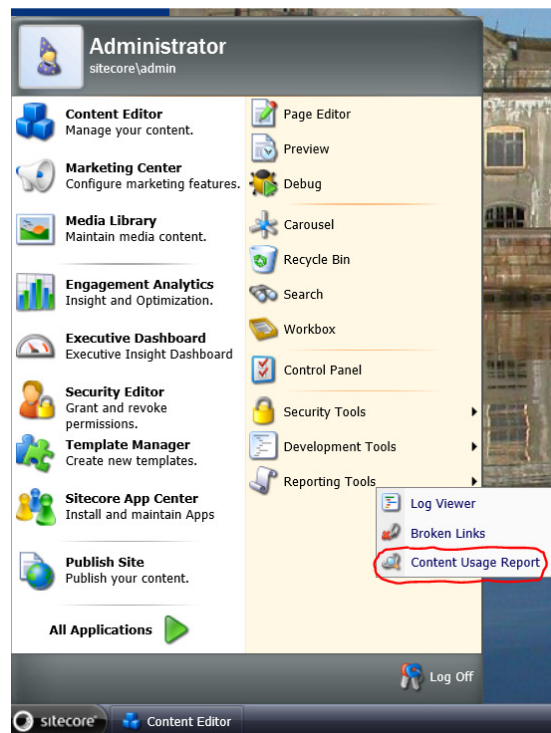 Administrator
sitecore\admin
Content Editor
Manage your content.
Marketing Center
Configure marketing features.
Media Library
Maintain media content.
Engagement Analytics
Insight and Optimization.
Executive Dashboard
Executive Insight Dashboard
Security Editor
Grant and revoke
permissions.
Template Manager
Create new templates.
Sitecore App Center
Install and maintain Apps
Publish Site
Publish your content.
All Applications
Page Editor
Preview
Debug
Carousel
Recycle Bin
Search
Workbox
Control Panel
Security Tools
Development Tools
Reporting Tools
Log Viewer
Broken Links
Content Usage Report
Log Off
sitecore
Content Editor